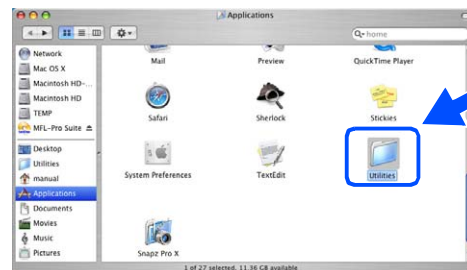 Applications
Q- home
Network
Mac OS X
Macintosh HD-...
Macintosh HD
TEMP
MFL-Pro Suite
Desktop
Utilities
manual
Applications
Documents
Movies
Music
Pictures
Mail
Preview
QuickTime Player
Safari
Sherlock
Stickies
System Preferences
TextEdit
Utilities
Snapz Pro X
1 of 27 selected, 11.36 GB available